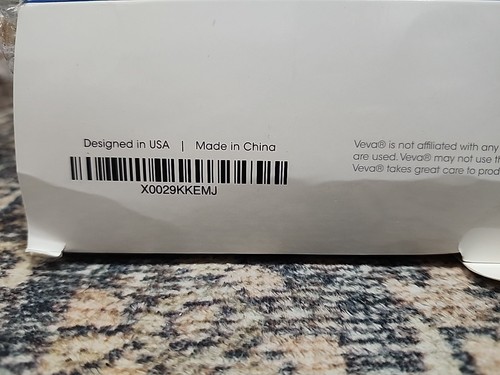 Designed in USA | Made in China
X0029KKEMJ
Veva® is not affiliated with any
are used. Veva® may not use th
Veva® takes great care to prod